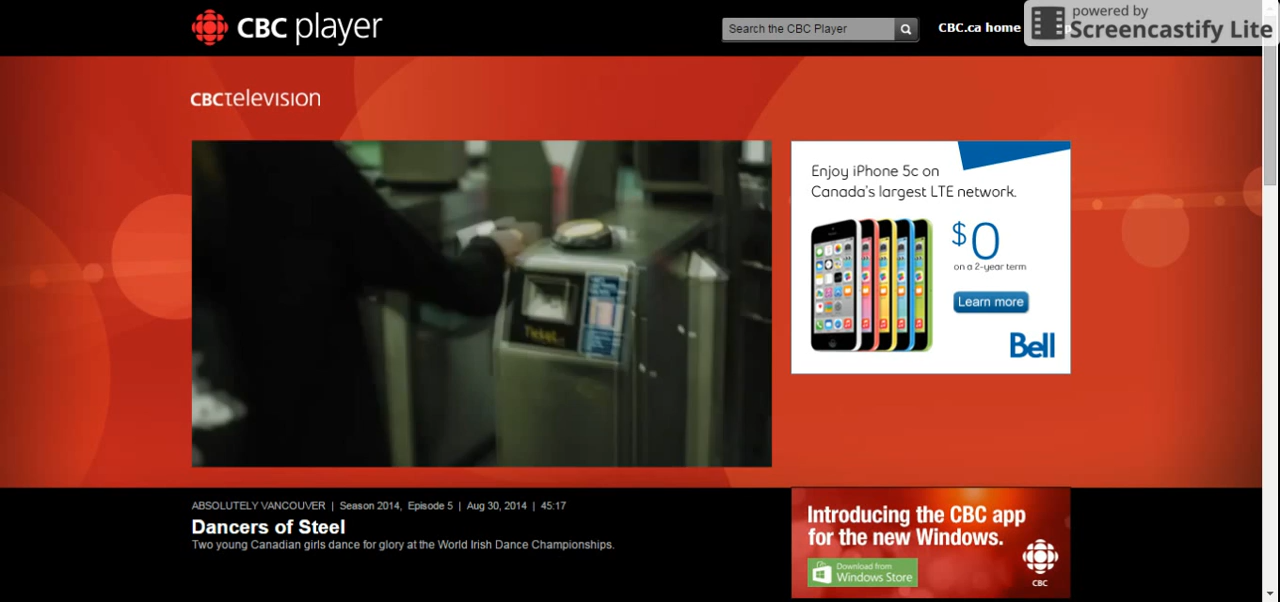 CBC player
Search the CBC Player
CBC.ca home
powered by
Screencastify Lite
CBCtelevision
Enjoy iPhone 5c on
Canada's largest LTE network.
$0
on a 2-year term
Learn more
Bell
Ticket
ABSOLUTELY VANCOUVER | Season 2014, Episode 5 | Aug 30, 2014 | 45:17
Dancers of Steel
Two young Canadian girls dance for glory at the World Irish Dance Championships.
Introducing the CBC app
for the new Windows.
Download from
Windows Store
CBC